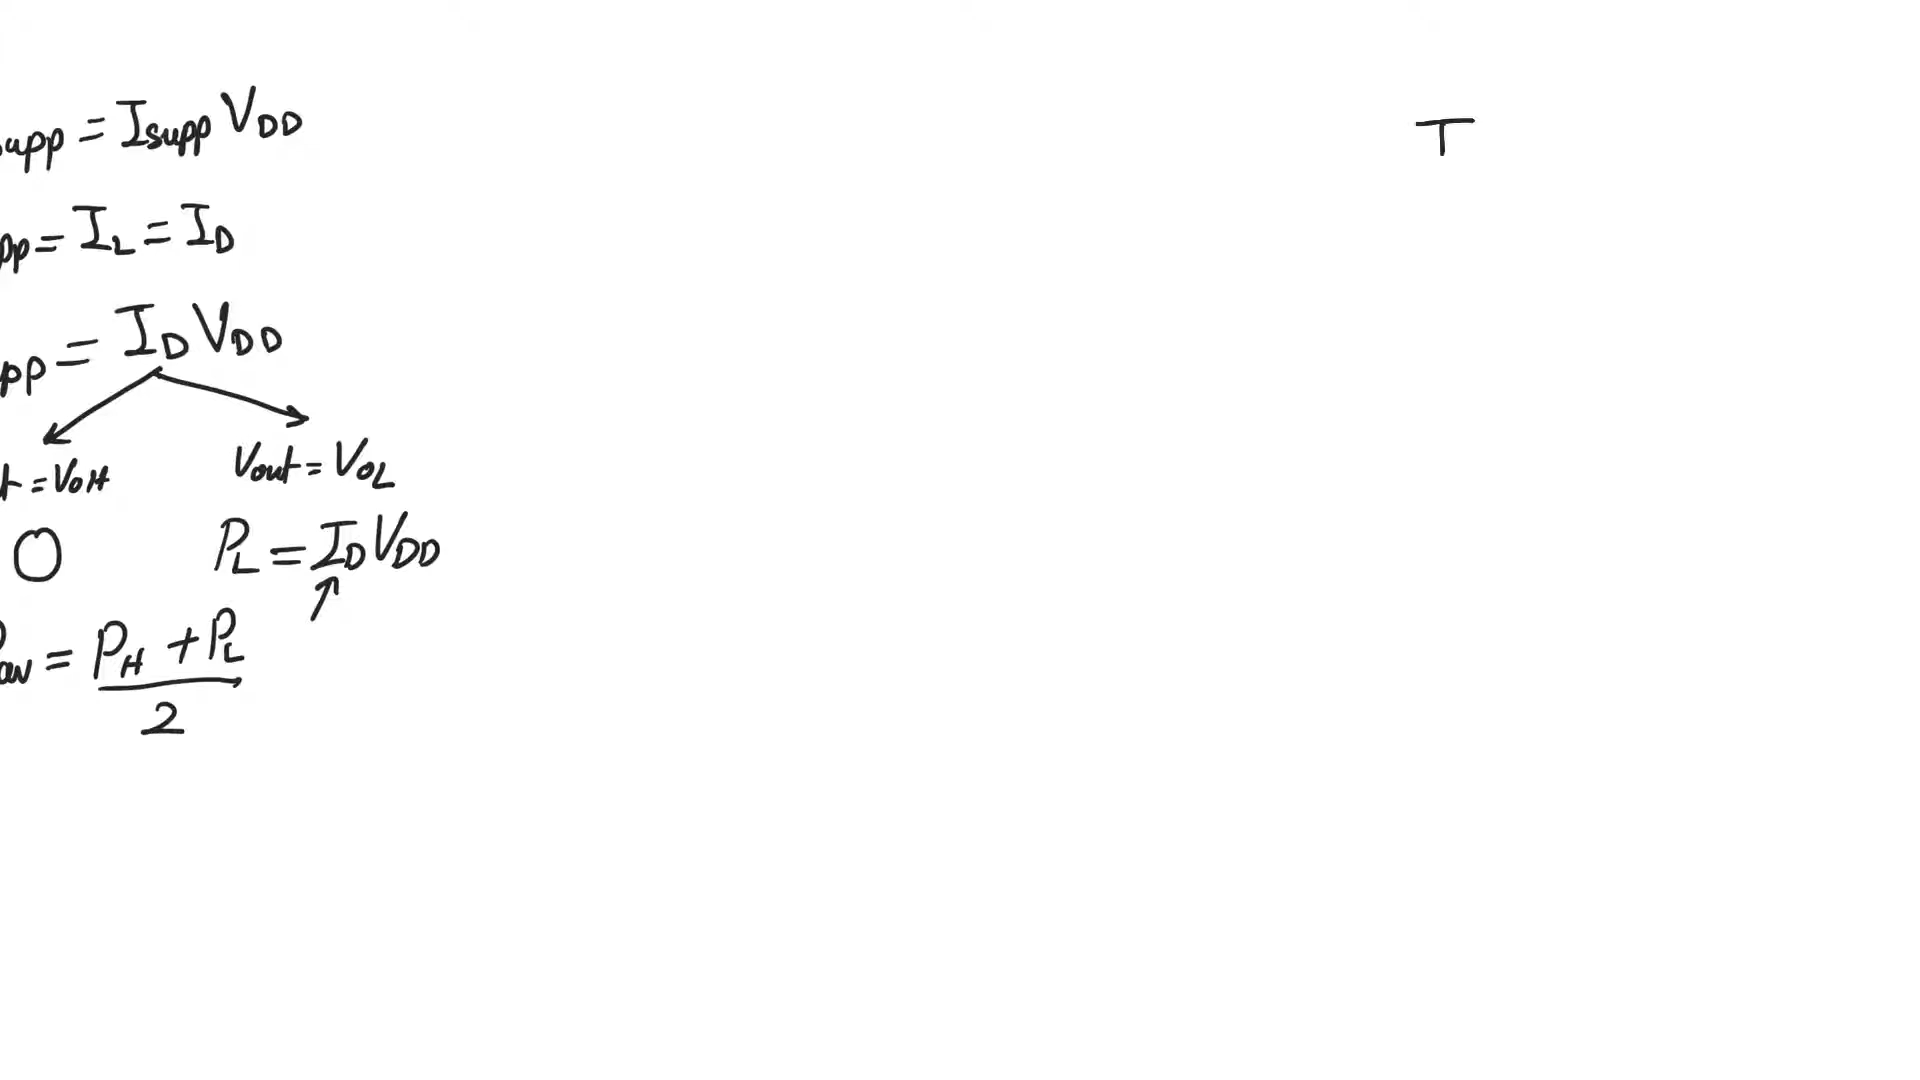 supp = Isupp VDD
pp = IL = ID
pp = ID VDD
t = VOH Vout = VOL
0 PL = ID VDD
av = PH + PL
2
T